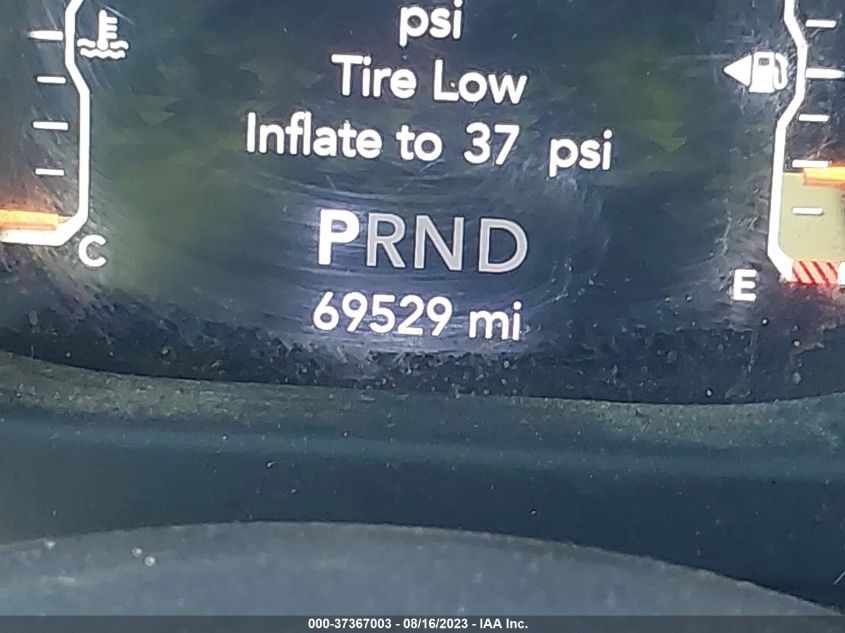 psi
Tire Low
Inflate to 37 psi
PRND
69529 mi
C
E
000-37367003 - 08/16/2023 - IAA Inc.